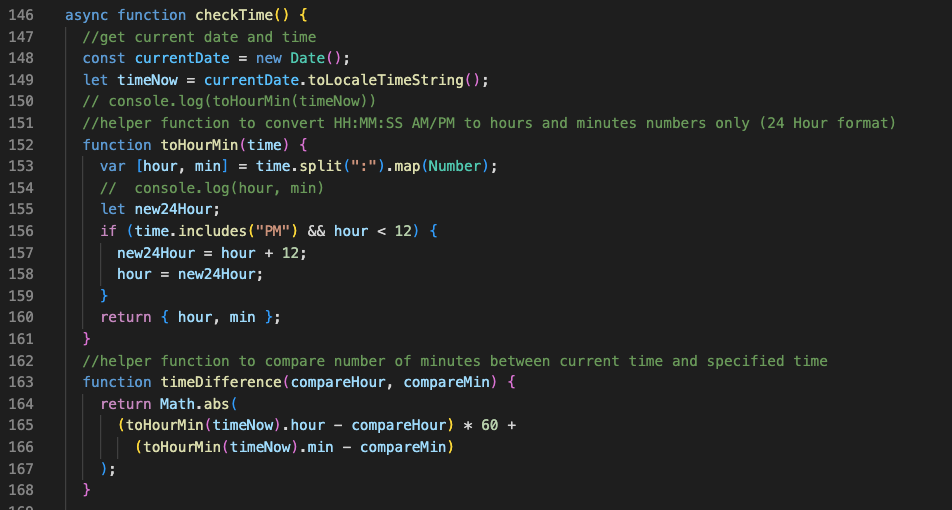 146 async function checkTime() {
147 //get current date and time
148 const currentDate = new Date();
149 let timeNow = currentDate.toLocaleTimeString();
150 // console.log(toHourMin(timeNow))
151 //helper function to convert HH:MM:SS AM/PM to hours and minutes numbers only (24 Hour format)
152 function toHourMin(time) {
153 var [hour, min] = time.split(":").map(Number);
154 //  console.log(hour, min)
155 let new24Hour;
156 if (time.includes("PM") && hour < 12) {
157 new24Hour = hour + 12;
158 hour = new24Hour;
159 }
160 return { hour, min };
161 }
162 //helper function to compare number of minutes between current time and specified time
163 function timeDifference(compareHour, compareMin) {
164 return Math.abs(
165 (toHourMin(timeNow).hour - compareHour) * 60 +
166 (toHourMin(timeNow).min - compareMin)
167 );
168 }